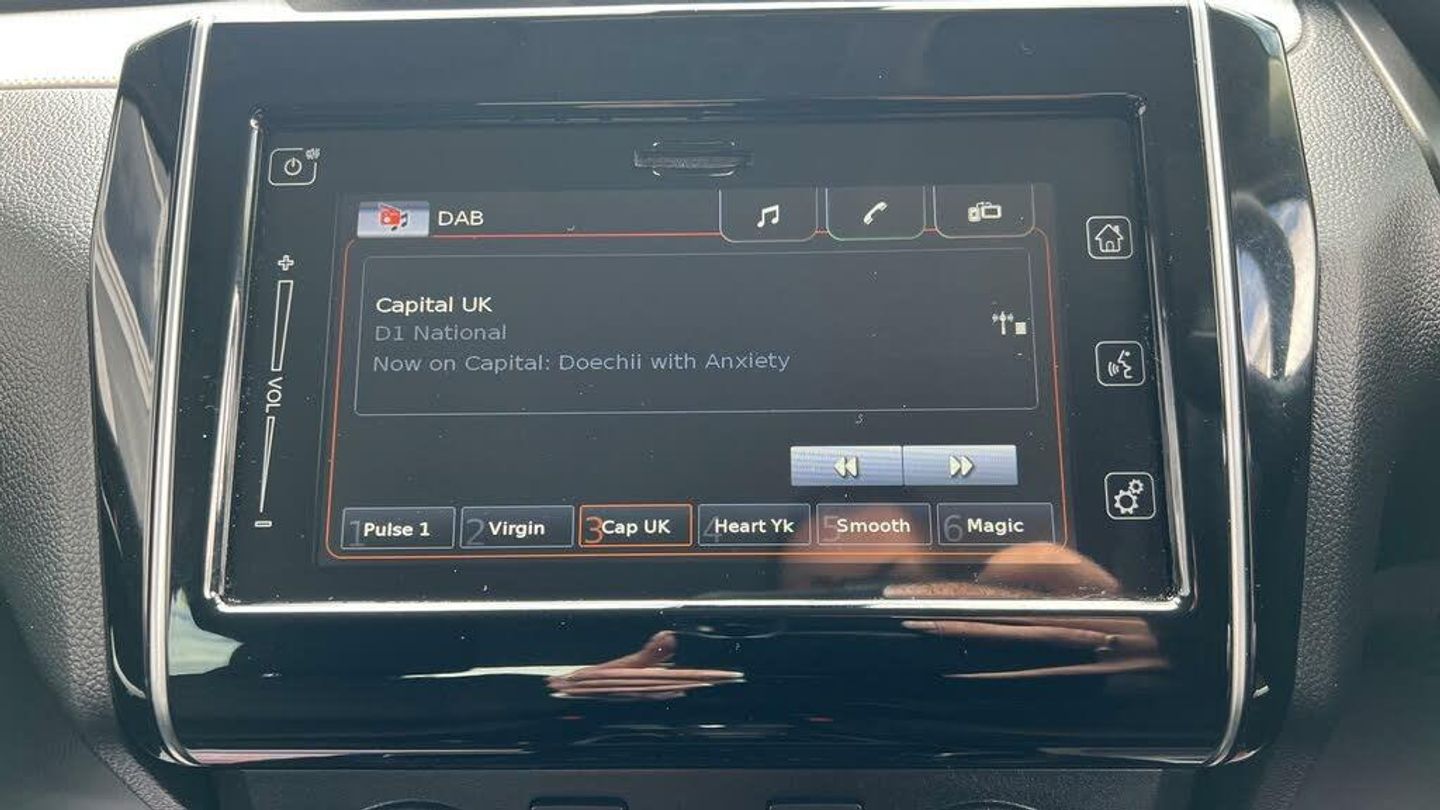 DAB
Capital UK
D1 National
Now on Capital: Doechii with Anxiety
VOL
1 Pulse 1
2 Virgin
3 Cap UK
4 Heart Yk
5 Smooth
6 Magic